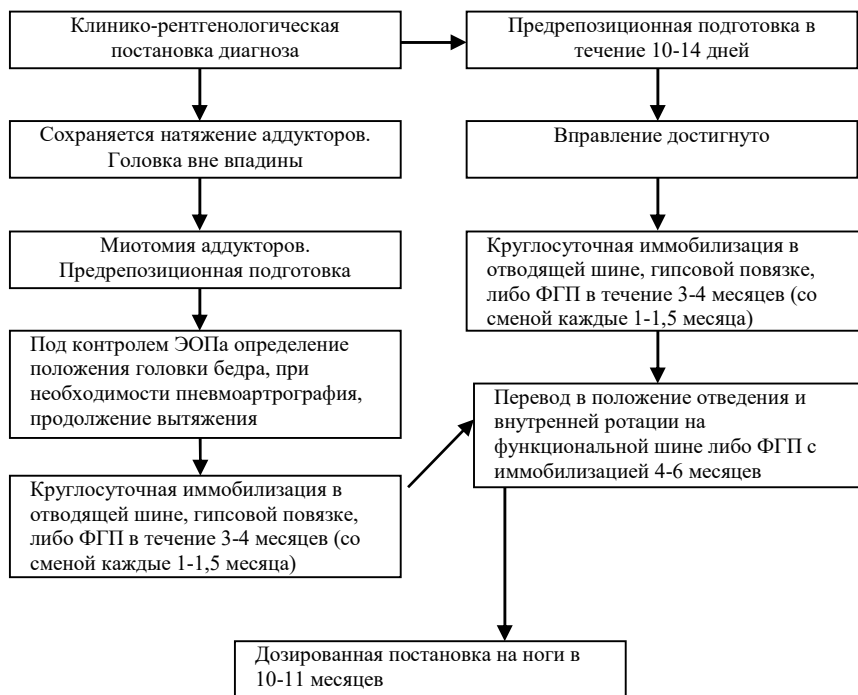 Клинико-рентгенологическая
постановка диагноза
Предрепозиционная подготовка в
течение 10-14 дней
Сохраняется натяжение аддукторов.
Головка вне впадины
Вправление достигнуто
Миотомия аддукторов.
Предрепозиционная подготовка
Круглосуточная иммобилизация в
отводящей шине, гипсовой повязке,
либо ФГП в течение 3-4 месяцев (со
сменой каждые 1-1,5 месяца)
Под контролем ЭОПа определение
положения головки бедра, при
необходимости пневмоартрография,
продолжение вытяжения
Перевод в положение отведения и
внутренней ротации на
функциональной шине либо ФГП с
иммобилизацией 4-6 месяцев
Круглосуточная иммобилизация в
отводящей шине, гипсовой повязке,
либо ФГП в течение 3-4 месяцев (со
сменой каждые 1-1,5 месяца)
Дозированная постановка на ноги в
10-11 месяцев